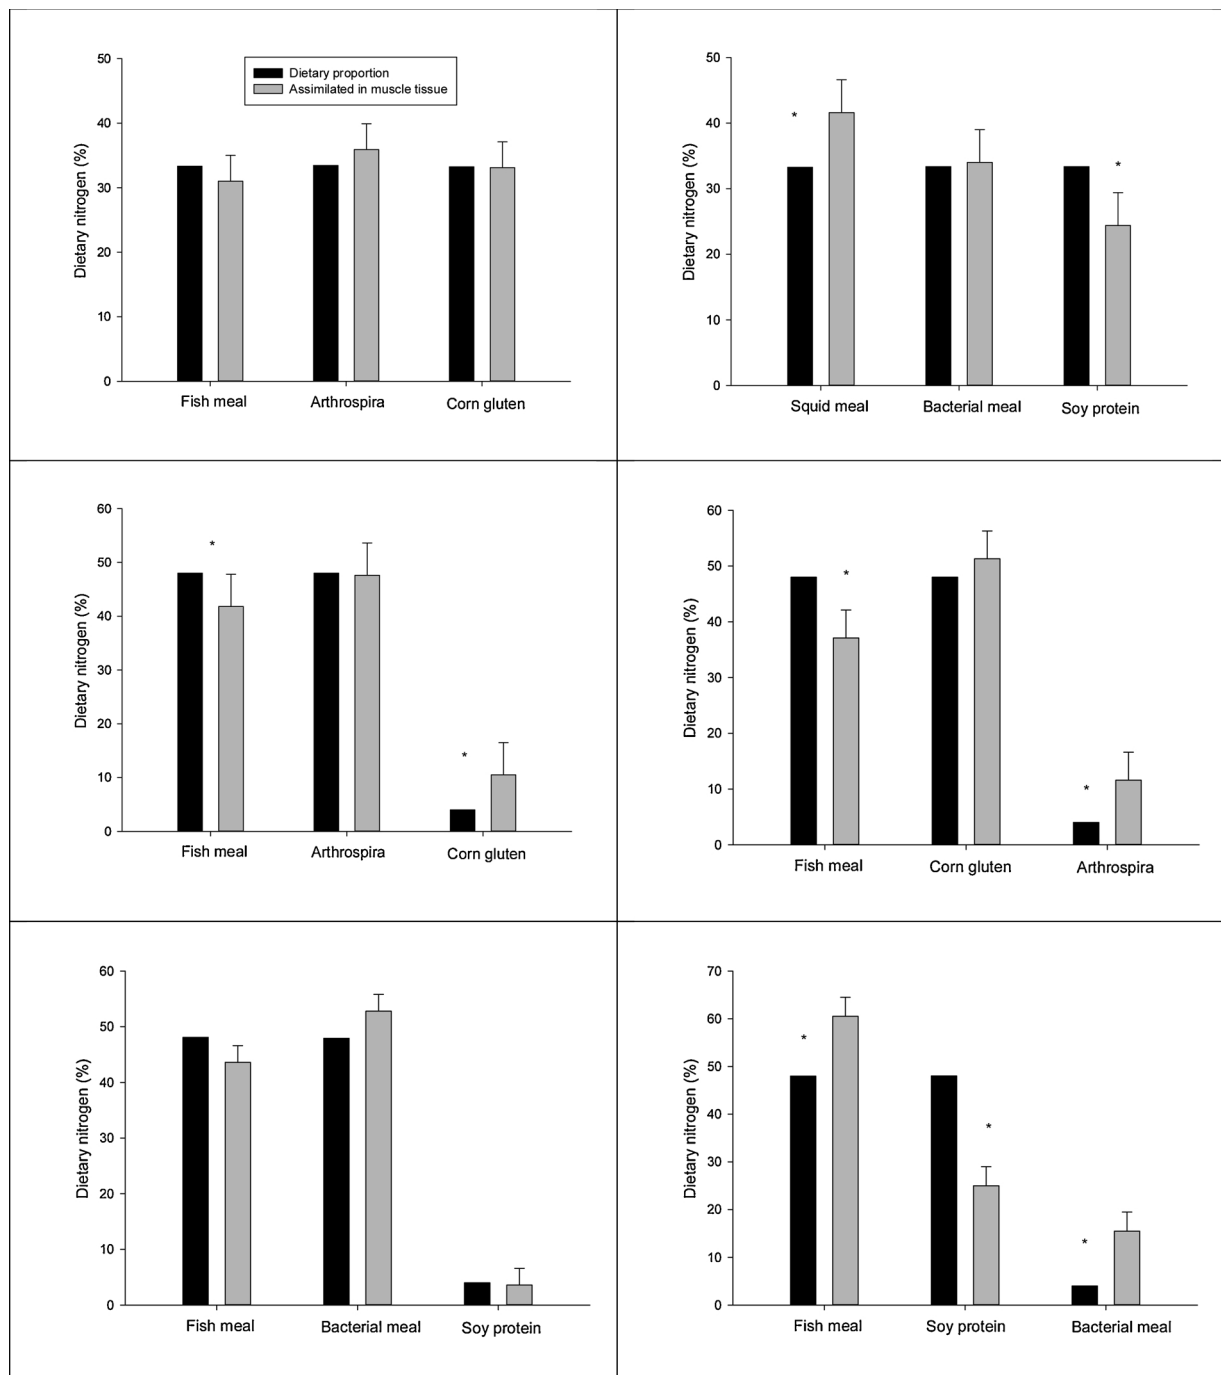 50
40
30
20
10
0
Dietary nitrogen (%)
Dietary proportion
Assimilated in muscle tissue
Fish meal
Arthrospira
Corn gluten
50
40
30
20
10
0
Dietary nitrogen (%)
*
*
Squid meal
Bacterial meal
Soy protein
60
50
40
30
20
10
0
Dietary nitrogen (%)
*
*
Fish meal
Arthrospira
Corn gluten
60
50
40
30
20
10
0
Dietary nitrogen (%)
*
*
Fish meal
Corn gluten
Arthrospira
60
50
40
30
20
10
0
Dietary nitrogen (%)
Fish meal
Bacterial meal
Soy protein
70
60
50
40
30
20
10
0
Dietary nitrogen (%)
*
*
*
Fish meal
Soy protein
Bacterial meal